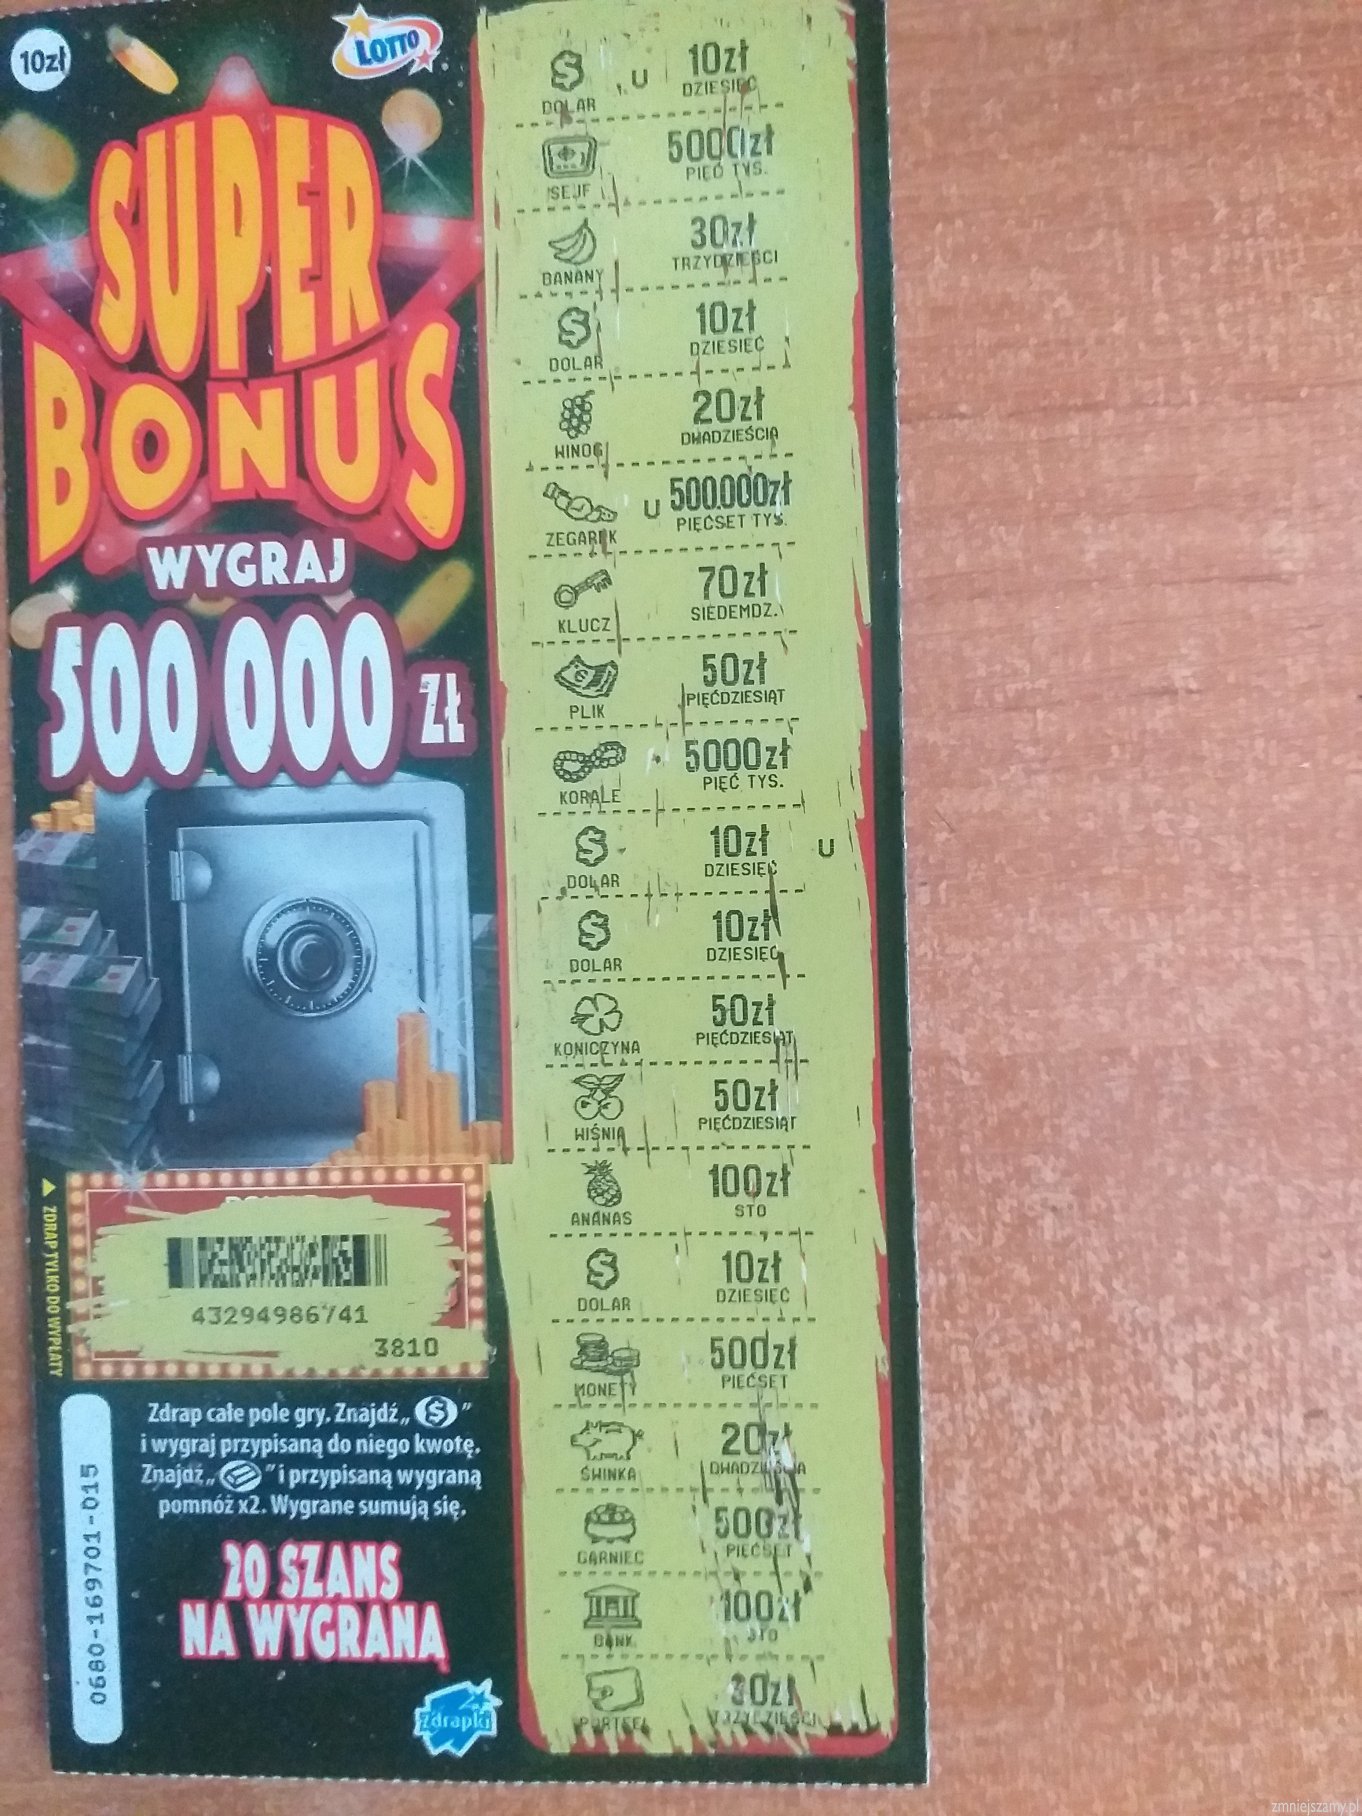 10zł
LOTTO
SUPER
BONUS
WYGRAJ
500 000 ZŁ
ZDRAP TYLKO DO WYPŁATY
43294986741
3810
Zdrap całe pole gry. Znajdź „ $ ”
i wygraj przypisaną do niego kwotę.
Znajdź „ ” i przypisaną wygraną
pomnóż x2. Wygrane sumują się.
20 SZANS
NA WYGRANĄ
0680-169701-015
Zdrapki
$ U 10zł
DOLAR DZIESIĘĆ
5000zł
SEJF PIĘĆ TYS.
30zł
BANANY TRZYDZIEŚCI
$ 10zł
DOLAR DZIESIĘĆ
20zł
WINOG DWADZIEŚCIA
U 500.000zł
ZEGAREK PIĘĆSET TYS.
70zł
KLUCZ SIEDEMDZ.
50zł
PLIK PIĘĆDZIESIĄT
5000zł
KORALE PIĘĆ TYS.
$ 10zł U
DOLAR DZIESIĘĆ
$ 10zł
DOLAR DZIESIĘĆ
50zł
KONICZYNA PIĘĆDZIESIĄT
50zł
WIŚNIA PIĘĆDZIESIĄT
100zł
ANANAS STO
$ 10zł
DOLAR DZIESIĘĆ
500zł
MONETY PIĘĆSET
20zł
ŚWINKA DWADZIEŚCIA
500zł
GARNIEC PIĘĆSET
100zł
BANK STO
30zł
PORTFEL TRZYDZIEŚCI
zmniejszamy.pl